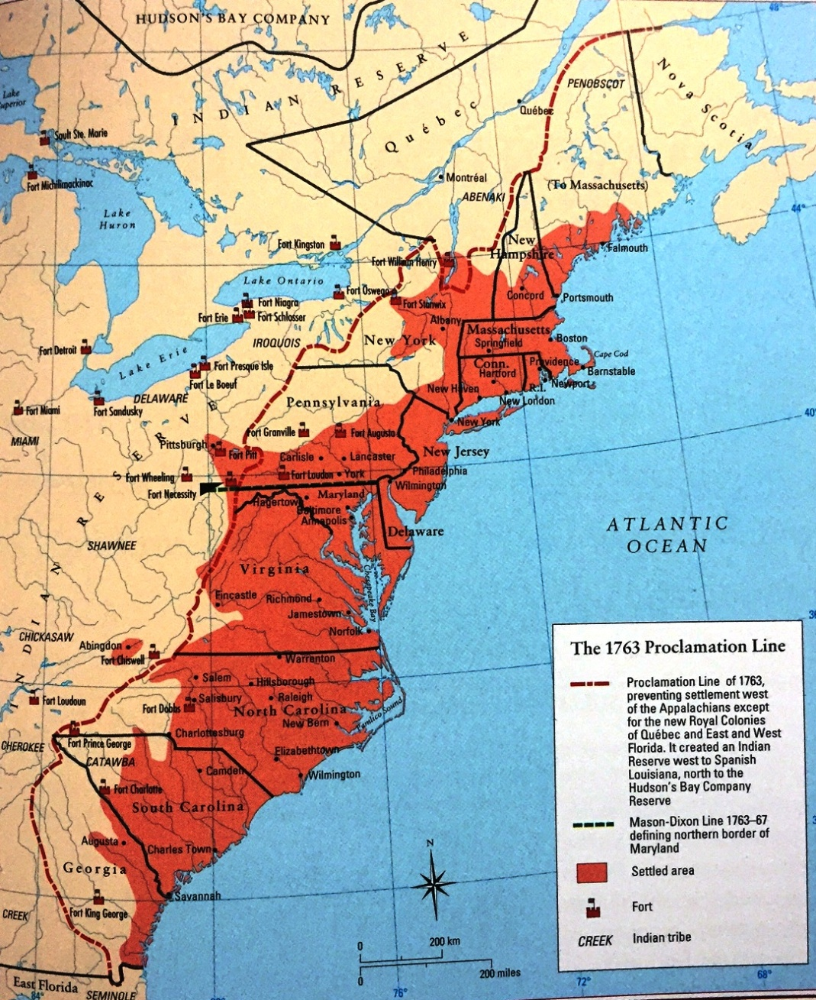 HUDSON'S BAY COMPANY
48°
INDIAN RESERVE
Nova Scotia
PENOBSCOT
Lake
Superior
Québec
Québec
Sault Ste. Marie
Fort Michilimackinac
Montréal
(To Massachusetts)
ABENAKI
44°
Lake
Huron
New
Hampshire
Fort Kingston
Falmouth
Fort William Henry
Lake Ontario
Fort Oswego
Concord
Portsmouth
Fort Niagra
Fort Stanwix
Fort Erie
Fort Schlosser
Albany
Massachusetts
IROQUOIS
New York
Springfield
Boston
Fort Detroit
Lake Erie
Cape Cod
Conn.
Providence
Fort Presque Isle
Hartford
Barnstable
Fort Le Boeuf
R.I.
Newport
New Haven
DELAWARE
New London
Pennsylvania
Fort Miami
Fort Sandusky
40°
New York
Fort Granville
Fort Augusta
MIAMI
Pittsburgh
Fort Pitt
New Jersey
Carlisle
Lancaster
Philadelphia
Fort Wheeling
Fort Loudon
York
Wilmington
Fort Necessity
Maryland
Hagertown
Baltimore
Annapolis
INDIAN RESERVE
Delaware
ATLANTIC
OCEAN
SHAWNEE
Virginia
Chesapeake Bay
Fincastle
Richmond
Jamestown
36
Norfolk
CHICKASAW
Abingdon
Fort Chiswell
Warrenton
Salem
Hillsborough
Fort Loudoun
Salisbury
Raleigh
Fort Dobbs
North Carolina
Pamlico Sound
New Bern
Charlottesburg
CHEROKEE
Fort Prince George
Elizabethtown
CATAWBA
Camden
Wilmington
Fort Charlotte
South Carolina
Augusta
Charles Town
Georgia
Savannah
CREEK
Fort King George
East Florida
84°
SEMINOLE
N
0
200 km
0
200 miles
76°
72°
68°
The 1763 Proclamation Line
Proclamation Line of 1763,
preventing settlement west
of the Appalachians except
for the new Royal Colonies
of Québec and East and West
Florida. It created an Indian
Reserve west to Spanish
Louisiana, north to the
Hudson's Bay Company
Reserve
Mason-Dixon Line 1763–67
defining northern border of
Maryland
Settled area
Fort
CREEK
Indian tribe